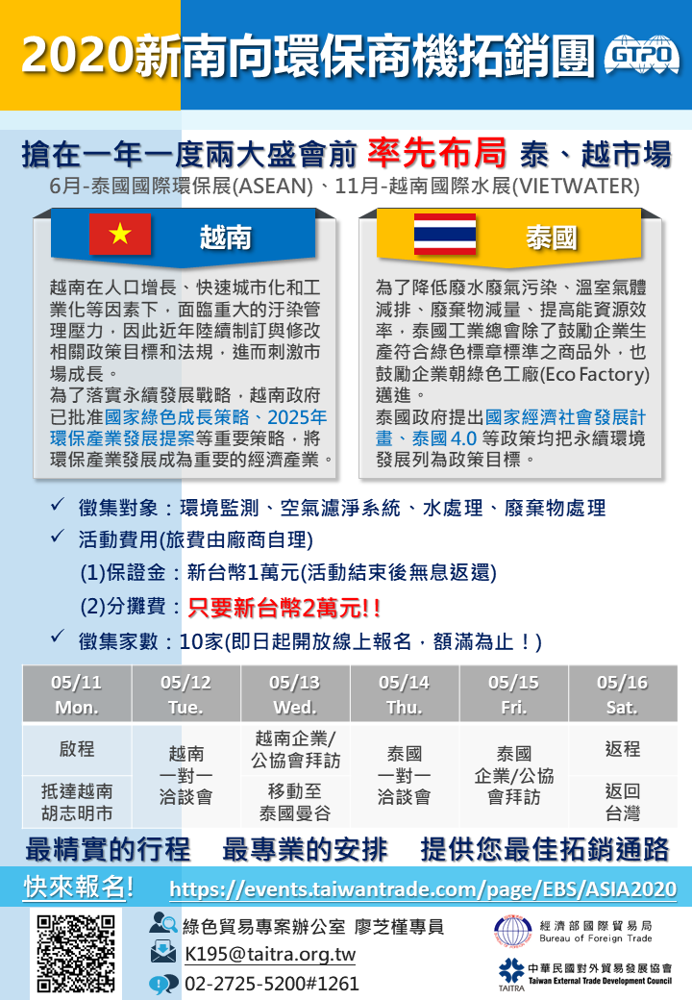 2020新南向環保商機拓銷團 GTPO
搶在一年一度兩大盛會前 率先布局 泰、越市場
6月-泰國國際環保展(ASEAN)、11月-越南國際水展(VIETWATER)
越南
越南在人口增長、快速城市化和工
業化等因素下，面臨重大的汙染管
理壓力，因此近年陸續制訂與修改
相關政策目標和法規，進而刺激市
場成長。
為了落實永續發展戰略，越南政府
已批准國家綠色成長策略、2025年
環保產業發展提案等重要策略，將
環保產業發展成為重要的經濟產業。
泰國
為了降低廢水廢氣污染、溫室氣體
減排、廢棄物減量、提高能資源效
率，泰國工業總會除了鼓勵企業生
產符合綠色標章標準之商品外，也
鼓勵企業朝綠色工廠(Eco Factory)
邁進。
泰國政府提出國家經濟社會發展計
畫、泰國4.0 等政策均把永續環境
發展列為政策目標。
✓ 徵集對象：環境監測、空氣濾淨系統、水處理、廢棄物處理
✓ 活動費用(旅費由廠商自理)
(1)保證金：新台幣1萬元(活動結束後無息返還)
(2)分攤費：只要新台幣2萬元!!
✓ 徵集家數：10家(即日起開放線上報名，額滿為止！)
05/11 05/12 05/13 05/14 05/15 05/16
Mon. Tue. Wed. Thu. Fri. Sat.
啟程
抵達越南
胡志明市
越南
一對一
洽談會
越南企業/
公協會拜訪
移動至
泰國曼谷
泰國
一對一
洽談會
泰國
企業/公協
會拜訪
返程
返回
台灣
最精實的行程 最專業的安排 提供您最佳拓銷通路
快來報名! https://events.taiwantrade.com/page/EBS/ASIA2020
綠色貿易專案辦公室 廖芝槿專員
K195@taitra.org.tw
02-2725-5200#1261
經濟部國際貿易局
Bureau of Foreign Trade
中華民國對外貿易發展協會
Taiwan External Trade Development Council
TAITRA